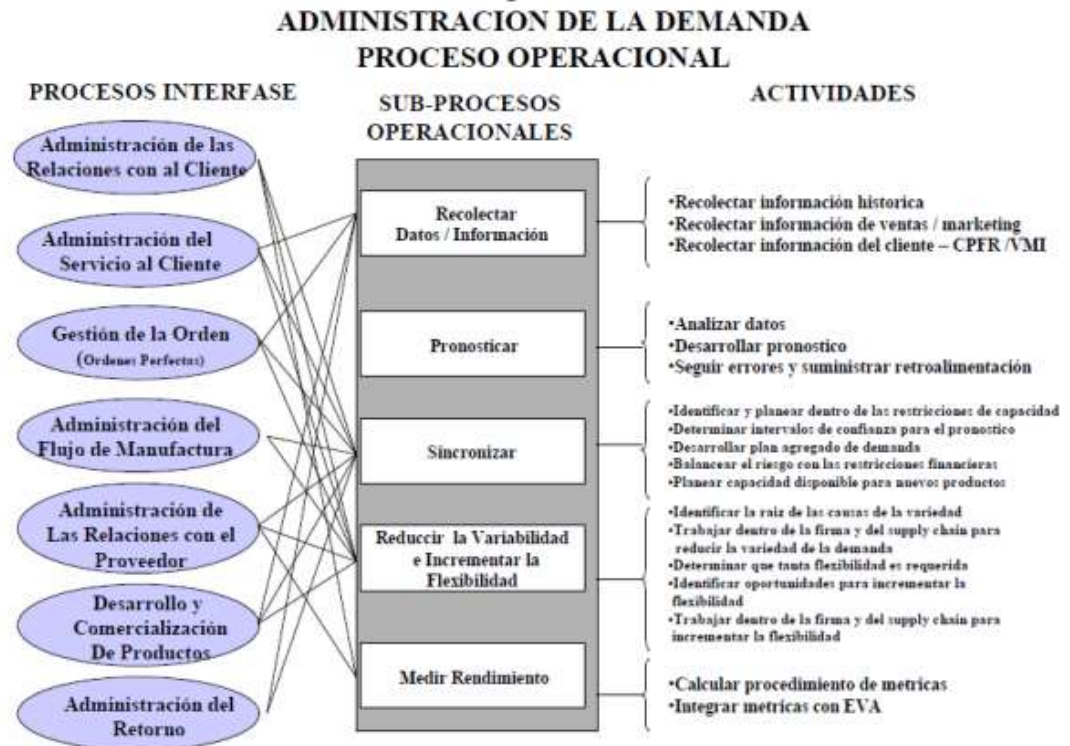 ADMINISTRACION DE LA DEMANDA
PROCESO OPERACIONAL
PROCESOS INTERFASE
SUB-PROCESOS
OPERACIONALES
ACTIVIDADES
Administración de las
Relaciones con al Cliente
Administración del
Servicio al Cliente
Gestión de la Orden
(Ordenes Perfectas)
Administración del
Flujo de Manufactura
Administración de
Las Relaciones con el
Proveedor
Desarrollo y
Comercialización
De Productos
Administración del
Retorno
Recolectar
Datos / Información
Pronosticar
Sincronizar
Reduccir la Variabilidad
e Incrementar la
Flexibilidad
Medir Rendimiento
•Recolectar información historica
•Recolectar información de ventas / marketing
•Recolectar información del cliente – CPFR /VMI
•Analizar datos
•Desarrollar pronostico
•Seguir errores y suministrar retroalimentación
•Identificar y planear dentro de las restricciones de capacidad
•Determinar intervalos de confianza para el pronostico
•Desarrollar plan agregado de demanda
•Balancear el riesgo con las restricciones financieras
•Planear capacidad disponible para nuevos productos
•Identificar la raiz de las causas de la variedad
•Trabajar dentro de la firma y del supply chain para
reducir la variedad de la demanda
•Determinar que tanta flexibilidad es requerida
•Identificar oportunidades para incrementar la
flexibilidad
•Trabajar dentro de la firma y del supply chain para
incrementar la flexibilidad
•Calcular procedimiento de metricas
•Integrar metricas con EVA